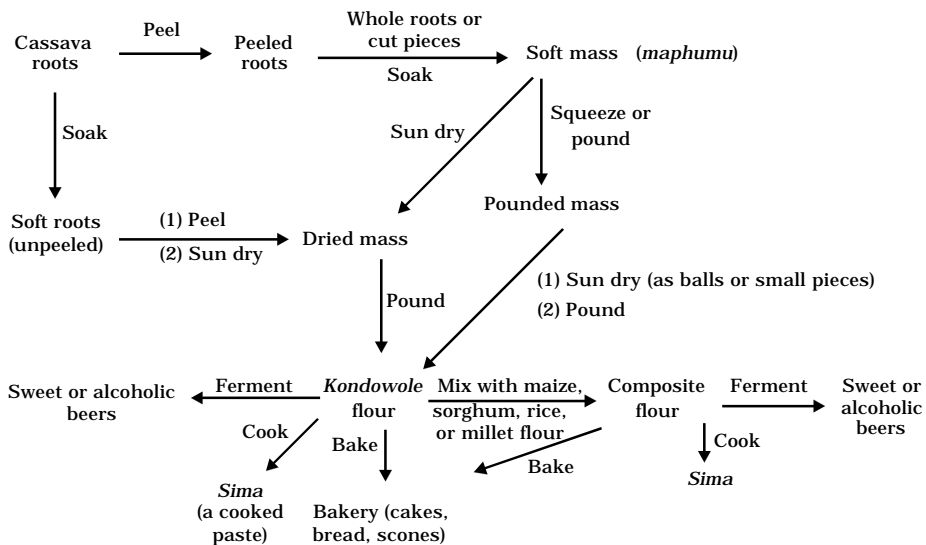 Cassava
roots
Peel
Peeled
roots
Whole roots or
cut pieces
Soak
Soft mass (maphumu)
Soak
Sun dry
Squeeze or
pound
Soft roots
(unpeeled)
(1) Peel
(2) Sun dry
Dried mass
Pounded mass
Pound
(1) Sun dry (as balls or small pieces)
(2) Pound
Sweet or alcoholic
beers
Ferment
Kondowole
flour
Mix with maize,
sorghum, rice,
or millet flour
Composite
flour
Ferment
Sweet or
alcoholic
beers
Cook
Bake
Bake
Cook
Sima
(a cooked
paste)
Bakery (cakes,
bread, scones)
Sima